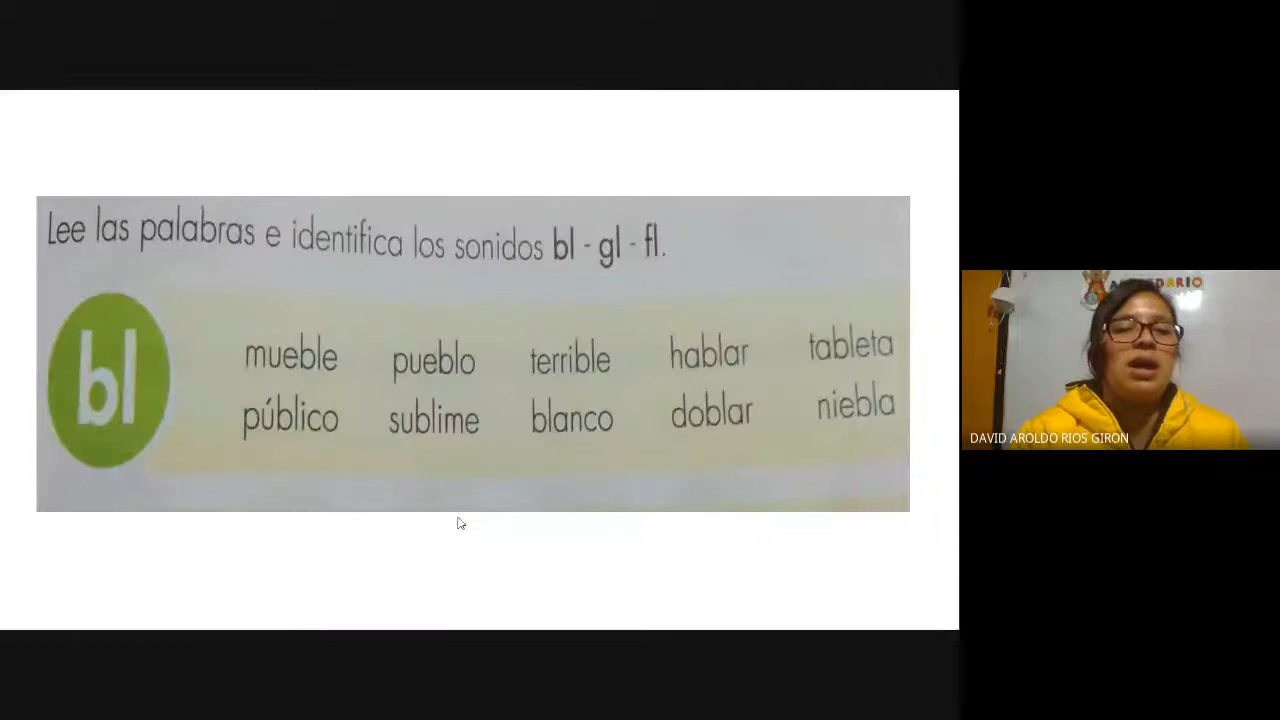 Lee las palabras e identifica los sonidos bl - gl - fl.
bl
mueble pueblo terrible hablar tableta
público sublime blanco doblar niebla
DAVID AROLDO RIOS GIRON